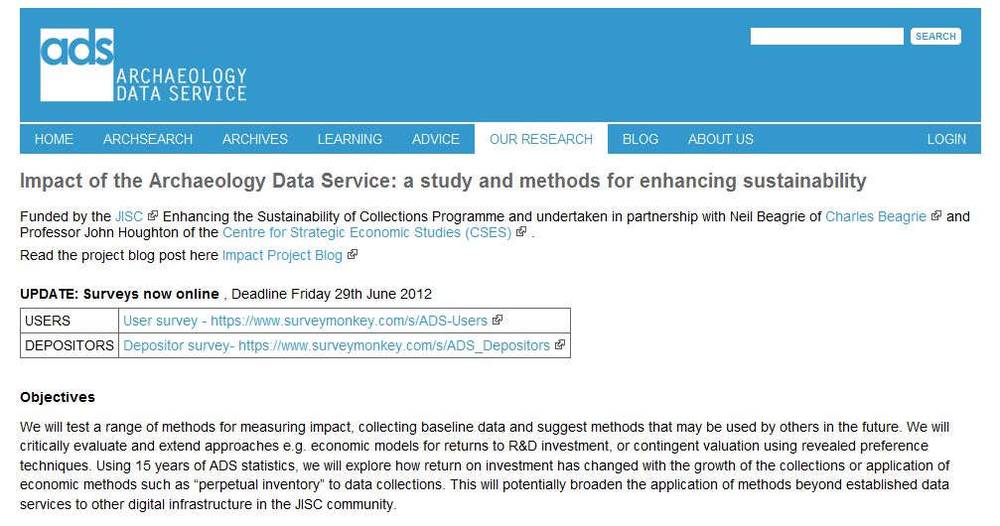 ads
ARCHAEOLOGY
DATA SERVICE
SEARCH
HOME ARCHSEARCH ARCHIVES LEARNING ADVICE OUR RESEARCH BLOG ABOUT US LOGIN
Impact of the Archaeology Data Service: a study and methods for enhancing sustainability
Funded by the JISC Enhancing the Sustainability of Collections Programme and undertaken in partnership with Neil Beagrie of Charles Beagrie and
Professor John Houghton of the Centre for Strategic Economic Studies (CSES) .
Read the project blog post here Impact Project Blog
UPDATE: Surveys now online , Deadline Friday 29th June 2012
USERS User survey - https://www.surveymonkey.com/s/ADS-Users
DEPOSITORS Depositor survey- https://www.surveymonkey.com/s/ADS_Depositors
Objectives
We will test a range of methods for measuring impact, collecting baseline data and suggest methods that may be used by others in the future. We will
critically evaluate and extend approaches e.g. economic models for returns to R&D investment, or contingent valuation using revealed preference
techniques. Using 15 years of ADS statistics, we will explore how return on investment has changed with the growth of the collections or application of
economic methods such as “perpetual inventory” to data collections. This will potentially broaden the application of methods beyond established data
services to other digital infrastructure in the JISC community.